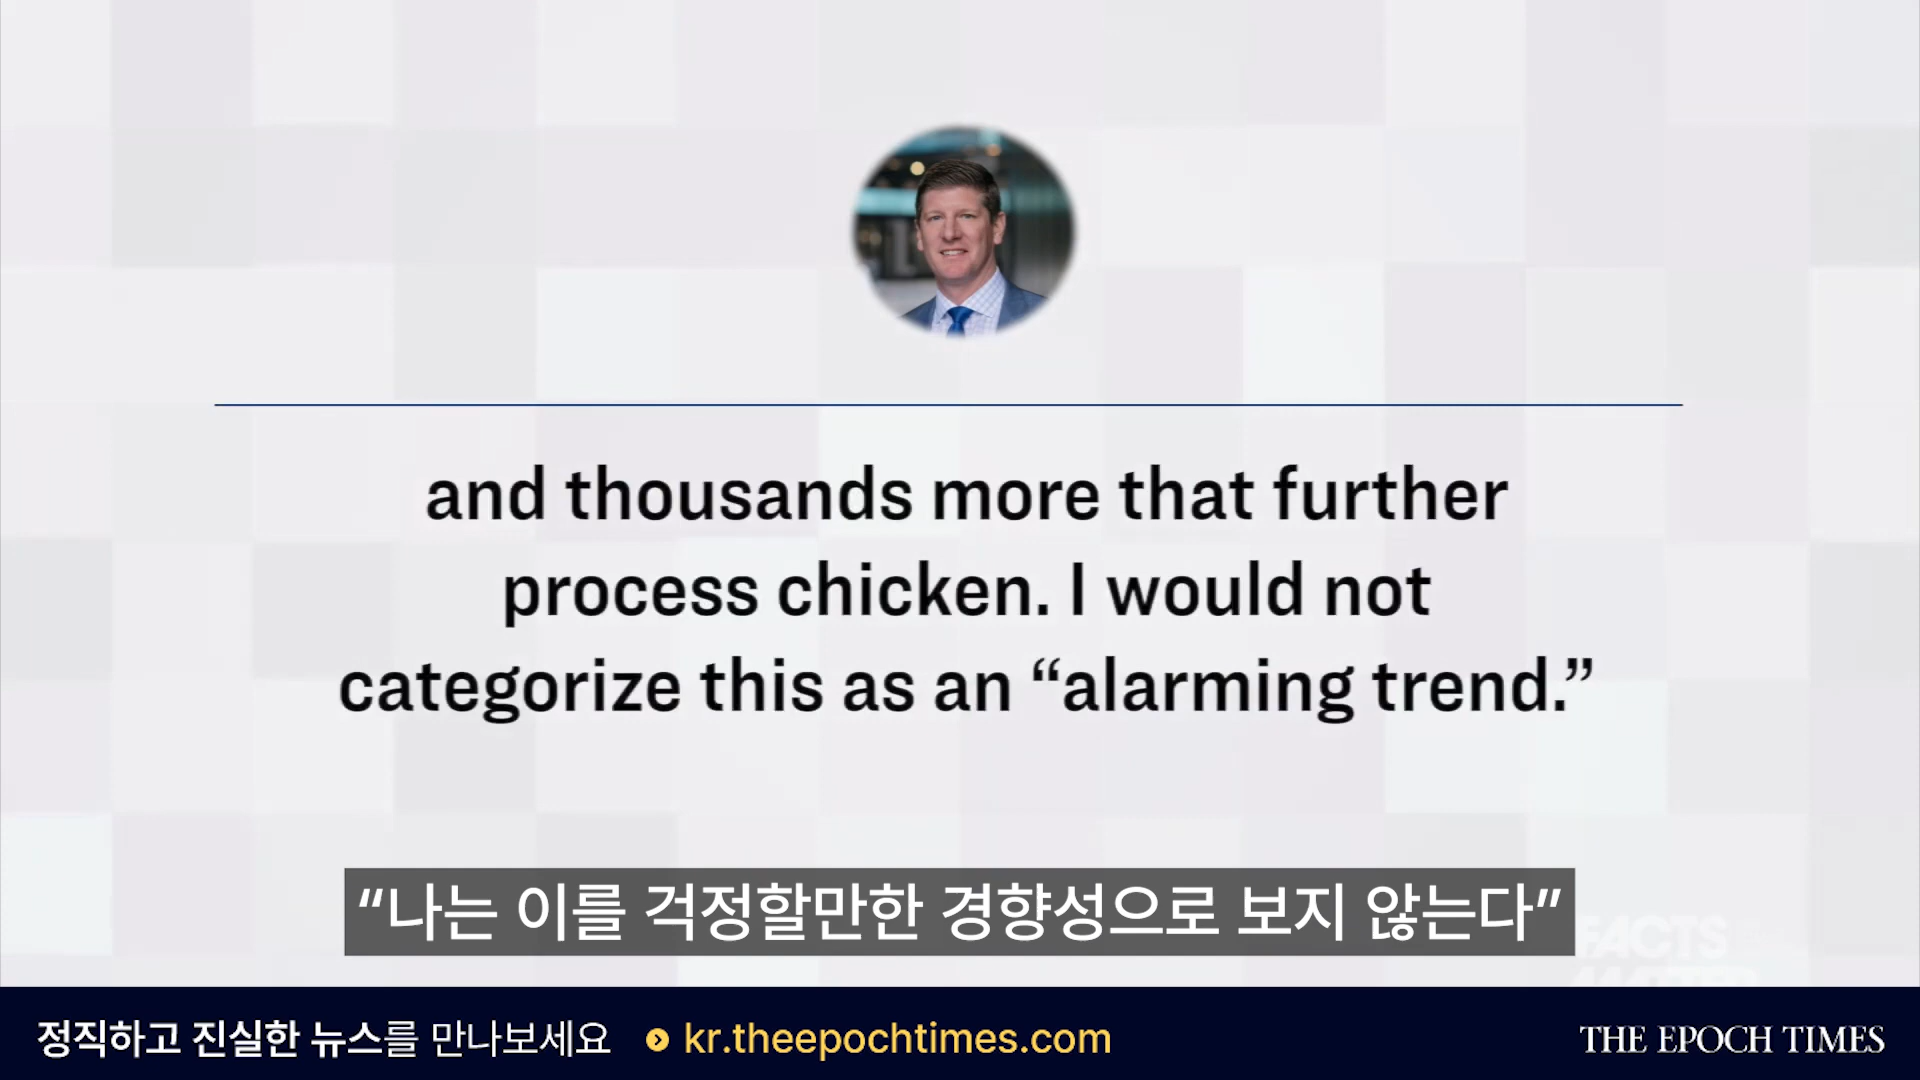 and thousands more that further
process chicken. I would not
categorize this as an “alarming trend.”
“나는 이를 걱정할만한 경향성으로 보지 않는다”
FACTS
MATTER
정직하고 진실한 뉴스를 만나보세요
kr.theepochtimes.com
THE EPOCH TIMES